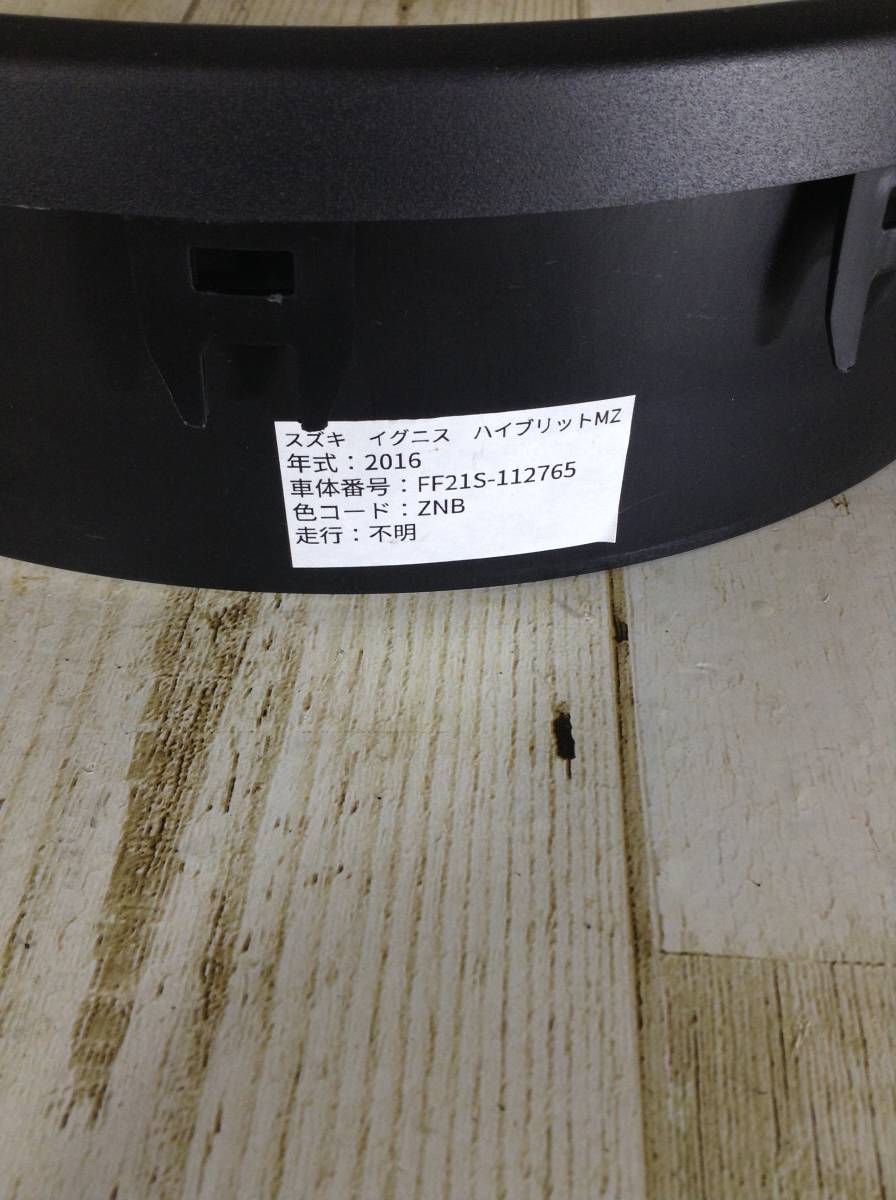 スズキ　イグニス　ハイブリットMZ
年式：2016
車体番号：FF21S-112765
色コード：ZNB
走行：不明